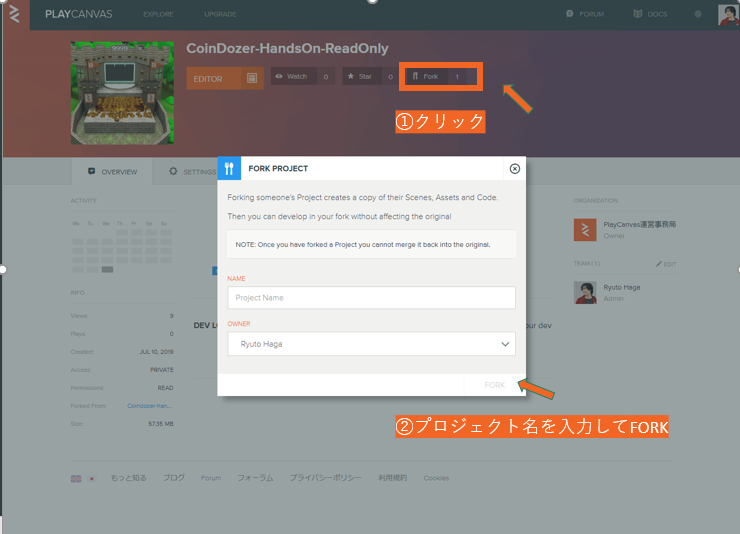 PLAYCANVAS EXPLORE UPGRADE FORUM DOCS
CoinDozer-HandsOn-ReadOnly
9999
EDITOR Watch 0 Star 0 Fork 1
①クリック
OVERVIEW SETTINGS
FORK PROJECT
Forking someone's Project creates a copy of their Scenes, Assets and Code.
Then you can develop in your fork without affecting the original
NOTE: Once you have forked a Project you cannot merge it back into the original.
NAME
Project Name
OWNER
Ryuto Haga
FORK
②プロジェクト名を入力してFORK
ACTIVITY
Mo Tu We Th Fr Sa Su
INFO
Views: 9
Plays: 0
Created: JUL 10, 2019
Access: PRIVATE
Permissions: READ
Forked From: Coindozer-han...
Size: 57.35 MB
DEV LO
our dev
ORGANIZATION
PlayCanvas運営事務局
Owner
TEAM (1) EDIT
Ryuto Haga
Admin
もっと知る ブログ Forum フォーラム プライバシーポリシー 利用規約 Cookies